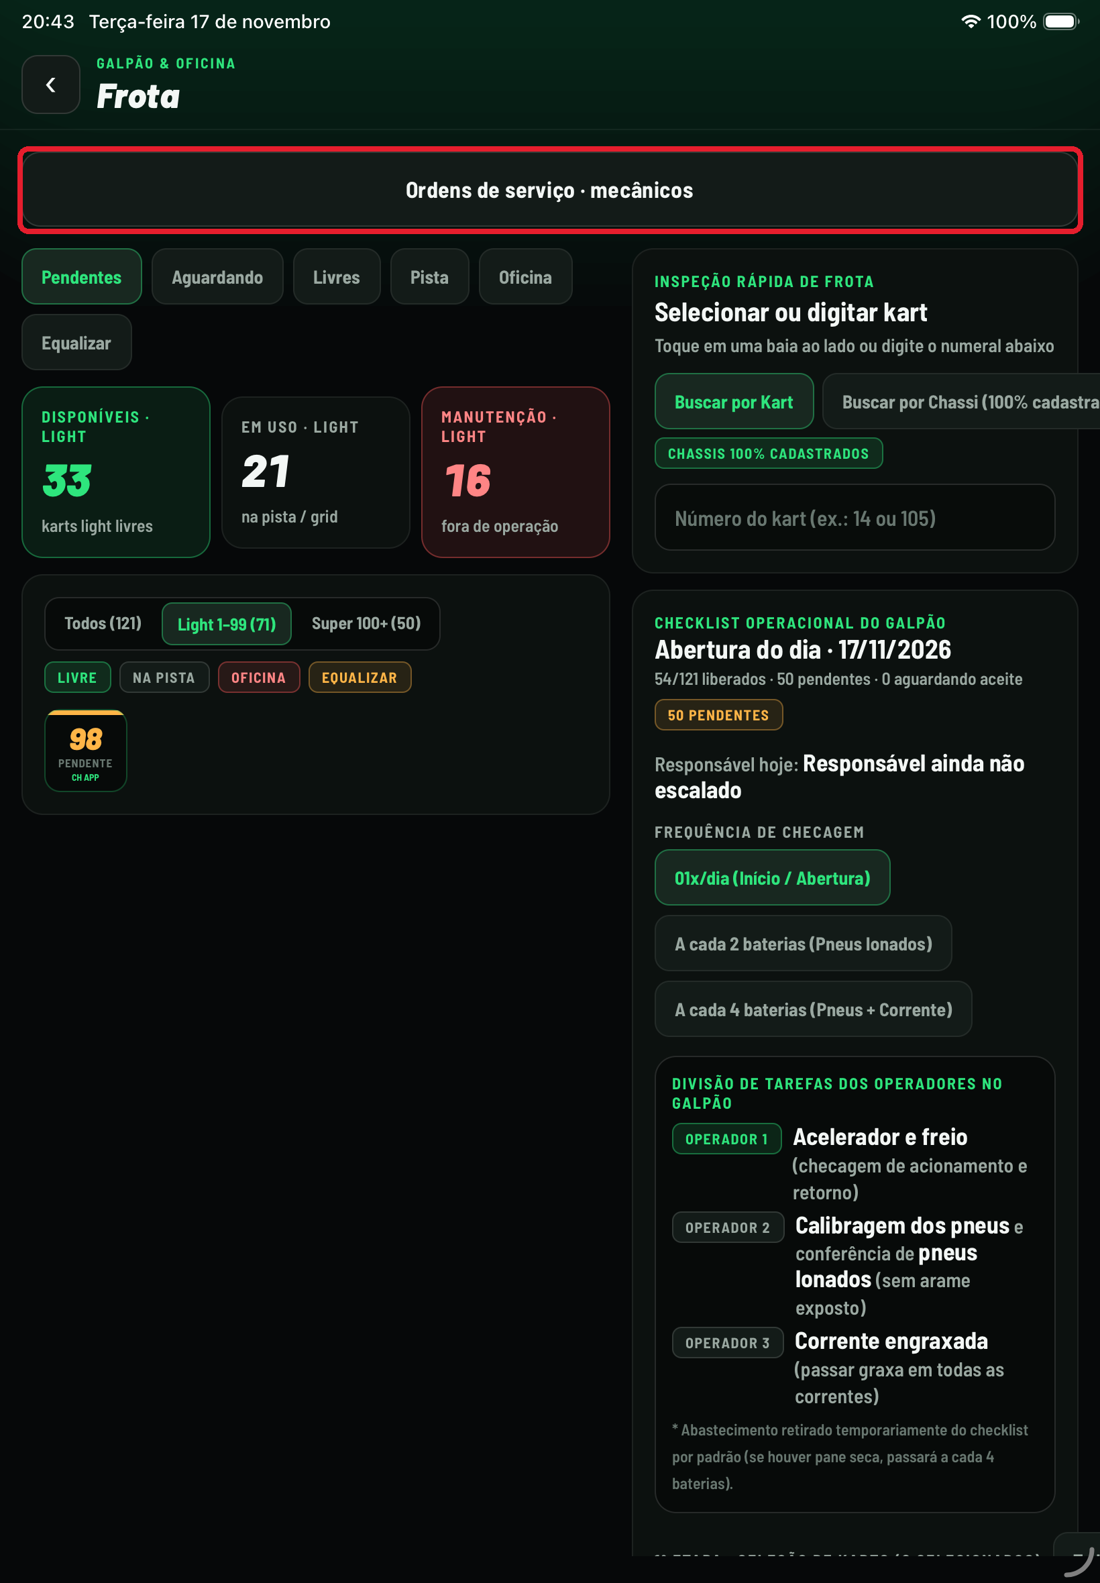 20:43 Terça-feira 17 de novembro
100%
GALPÃO & OFICINA
Frota
Ordens de serviço · mecânicos
Pendentes
Aguardando
Livres
Pista
Oficina
Equalizar
DISPONÍVEIS ·
LIGHT
33
karts light livres
EM USO · LIGHT
21
na pista / grid
MANUTENÇÃO ·
LIGHT
16
fora de operação
Todos (121)
Light 1–99 (71)
Super 100+ (50)
LIVRE
NA PISTA
OFICINA
EQUALIZAR
98
PENDENTE
CH APP
INSPEÇÃO RÁPIDA DE FROTA
Selecionar ou digitar kart
Toque em uma baia ao lado ou digite o numeral abaixo
Buscar por Kart
Buscar por Chassi (100% cadastra
CHASSIS 100% CADASTRADOS
Número do kart (ex.: 14 ou 105)
CHECKLIST OPERACIONAL DO GALPÃO
Abertura do dia · 17/11/2026
54/121 liberados · 50 pendentes · 0 aguardando aceite
50 PENDENTES
Responsável hoje: Responsável ainda não
escalado
FREQUÊNCIA DE CHECAGEM
01x/dia (Início / Abertura)
A cada 2 baterias (Pneus lonados)
A cada 4 baterias (Pneus + Corrente)
DIVISÃO DE TAREFAS DOS OPERADORES NO
GALPÃO
OPERADOR 1
Acelerador e freio
(checagem de acionamento e
retorno)
OPERADOR 2
Calibragem dos pneus e
conferência de pneus
lonados (sem arame
exposto)
OPERADOR 3
Corrente engraxada
(passar graxa em todas as
correntes)
* Abastecimento retirado temporariamente do checklist
por padrão (se houver pane seca, passará a cada 4
baterias).